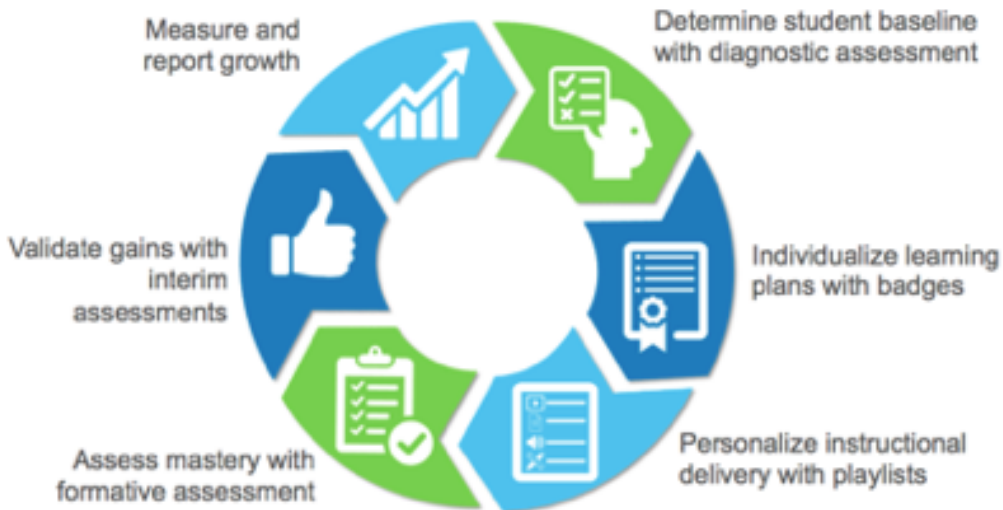 Measure and
report growth
Determine student baseline
with diagnostic assessment
Individualize learning
plans with badges
Personalize instructional
delivery with playlists
Assess mastery with
formative assessment
Validate gains with
interim
assessments